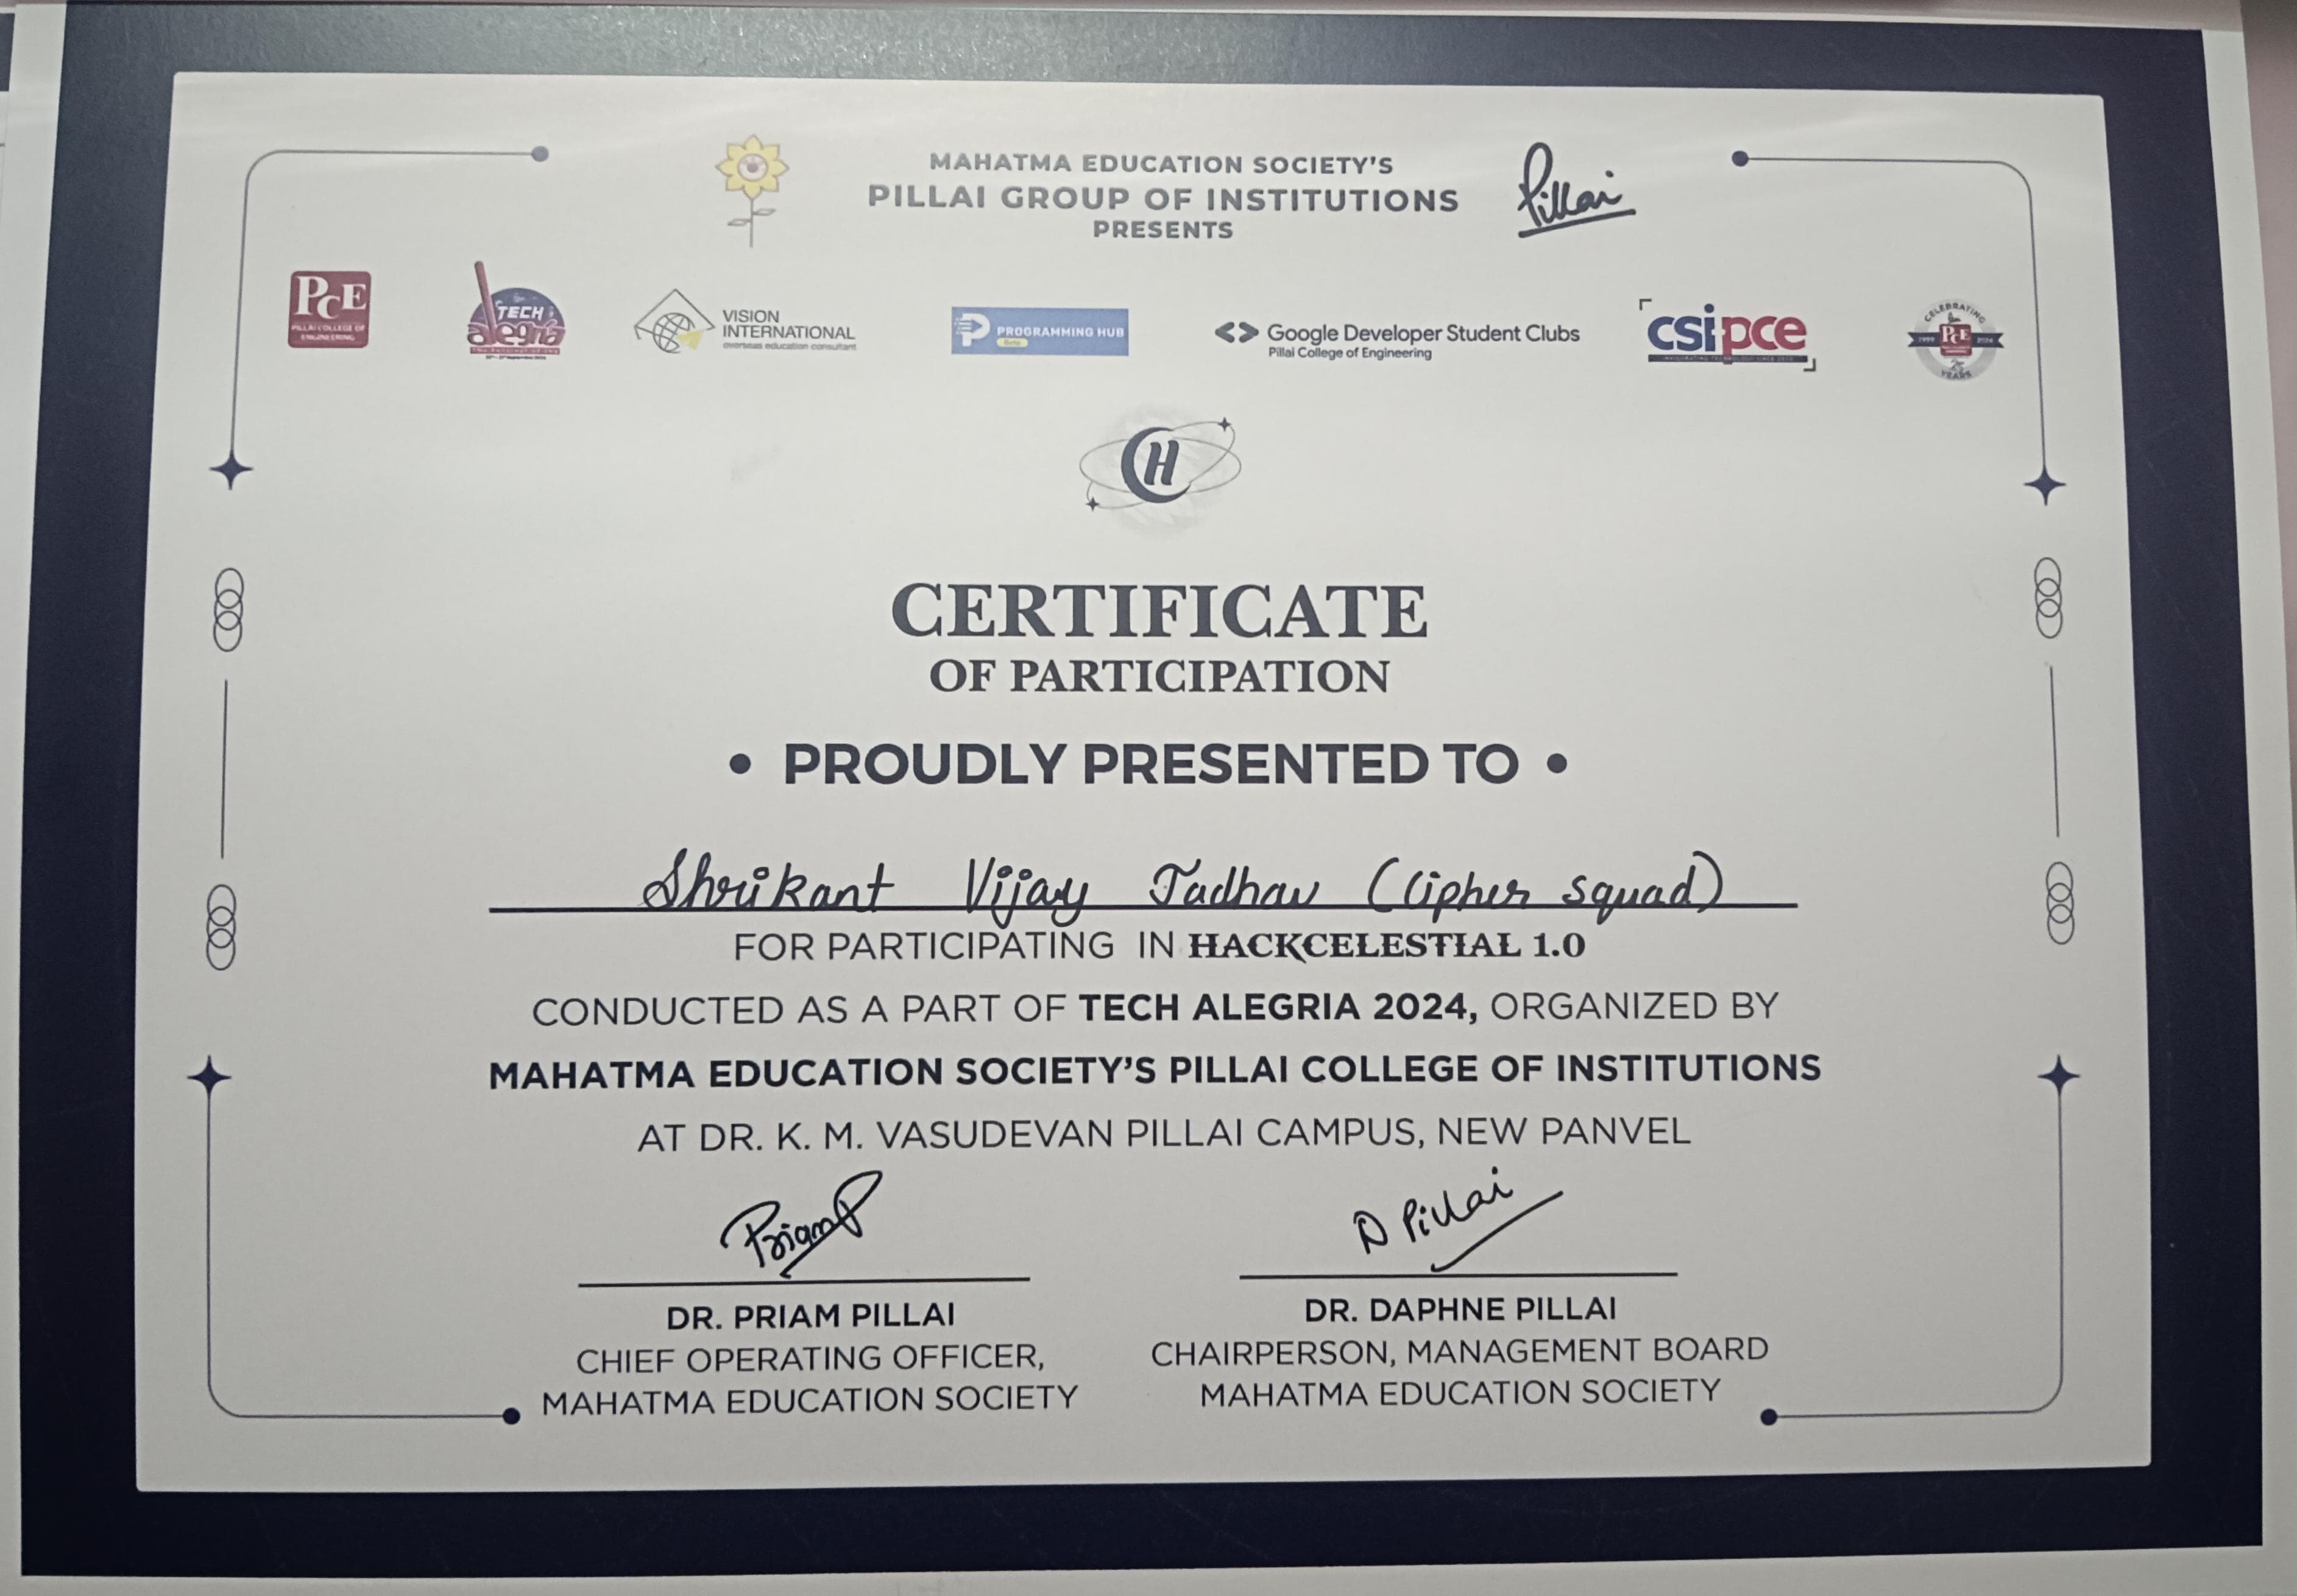 MAHATMA EDUCATION SOCIETY'S
PILLAI GROUP OF INSTITUTIONS
PRESENTS
Pillai
PCE
PILLAI COLLEGE OF
ENGINEERING
TECH
alegria
VISION
INTERNATIONAL
overseas education consultant
PROGRAMMING HUB
Beta
<> Google Developer Student Clubs
Pillai College of Engineering
csipce
CELEBRATING
1999 PCE 2024
25
YEARS
CH
CERTIFICATE
OF PARTICIPATION
• PROUDLY PRESENTED TO •
Shrikant Vijay Jadhav (Cipher squad)
FOR PARTICIPATING IN HACKCELESTIAL 1.0
CONDUCTED AS A PART OF TECH ALEGRIA 2024, ORGANIZED BY
MAHATMA EDUCATION SOCIETY'S PILLAI COLLEGE OF INSTITUTIONS
AT DR. K. M. VASUDEVAN PILLAI CAMPUS, NEW PANVEL
PriamP
D Pillai
DR. PRIAM PILLAI
CHIEF OPERATING OFFICER,
MAHATMA EDUCATION SOCIETY
DR. DAPHNE PILLAI
CHAIRPERSON, MANAGEMENT BOARD
MAHATMA EDUCATION SOCIETY